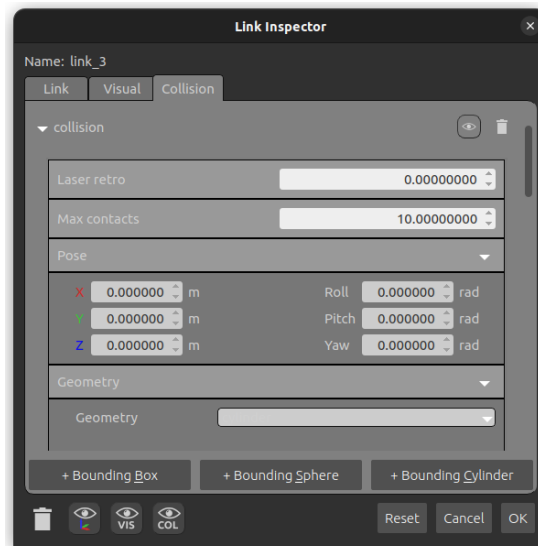 Link Inspector
Name: link_3
Link Visual Collision
collision
Laser retro 0.00000000
Max contacts 10.00000000
Pose
X 0.000000 m Roll 0.000000 rad
Y 0.000000 m Pitch 0.000000 rad
Z 0.000000 m Yaw 0.000000 rad
Geometry
Geometry
+ Bounding Box + Bounding Sphere + Bounding Cylinder
VIS COL Reset Cancel OK